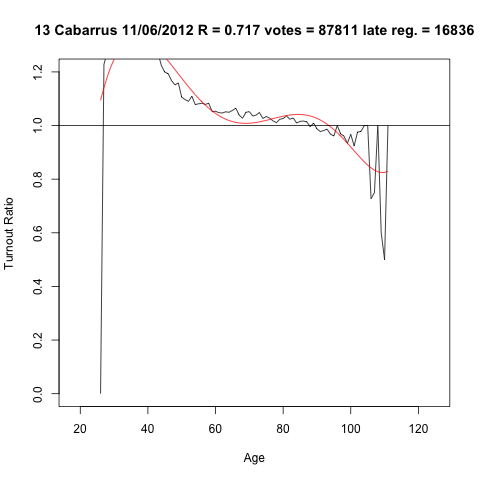 13 Cabarrus 11/06/2012 R = 0.717 votes = 87811 late reg. = 16836
Turnout Ratio
1.2
1.0
0.8
0.6
0.4
0.2
0.0
20 40 60 80 100 120
Age